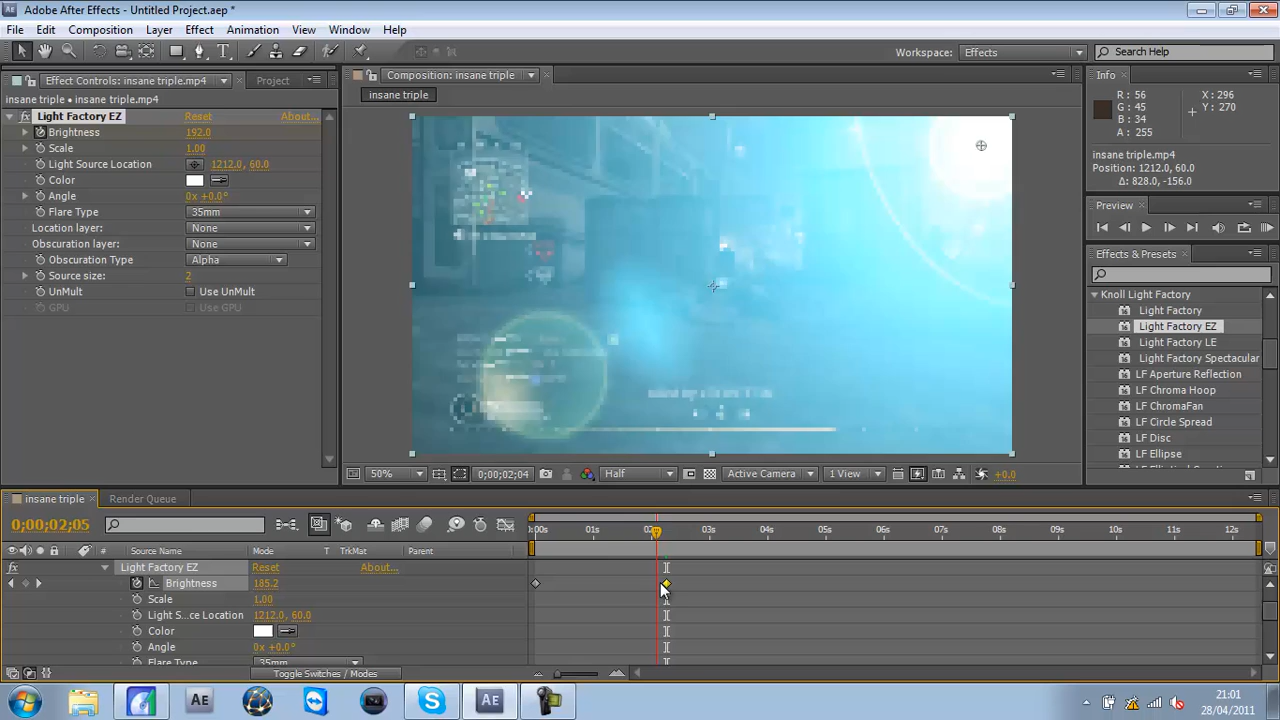 Adobe After Effects - Untitled Project.aep *
File Edit Composition Layer Effect Animation View Window Help
Workspace: Effects
Search Help
Effect Controls: insane triple.mp4
Project
insane triple • insane triple.mp4
Light Factory EZ Reset About...
Brightness 192.0
Scale 1.00
Light Source Location 1212.0, 60.0
Color
Angle 0x +0.0°
Flare Type 35mm
Location layer: None
Obscuration layer: None
Obscuration Type Alpha
Source size: 2
UnMult Use UnMult
GPU Use GPU
Composition: insane triple
insane triple
50% 0;00;02;04 Half Active Camera 1 View +0.0
Info
R: 56 X: 296
G: 45 Y: 270
B: 34
A: 255
insane triple.mp4
Position: 1212.0, 60.0
Δ: 828.0, -156.0
Preview
Effects & Presets
Knoll Light Factory
Light Factory
Light Factory EZ
Light Factory LE
Light Factory Spectacular
LF Aperture Reflection
LF Chroma Hoop
LF ChromaFan
LF Circle Spread
LF Disc
LF Ellipse
insane triple
Render Queue
0;00;02;05
:00s 01s 02s 03s 04s 05s 06s 07s 08s 09s 10s 11s 12s
# Source Name Mode T TrkMat Parent
Light Factory EZ Reset About...
Brightness 185.2
Scale 1.00
Light S...ce Location 1212.0, 60.0
Color
Angle 0x +0.0°
Flare Type 35mm
Toggle Switches / Modes
21:01
28/04/2011